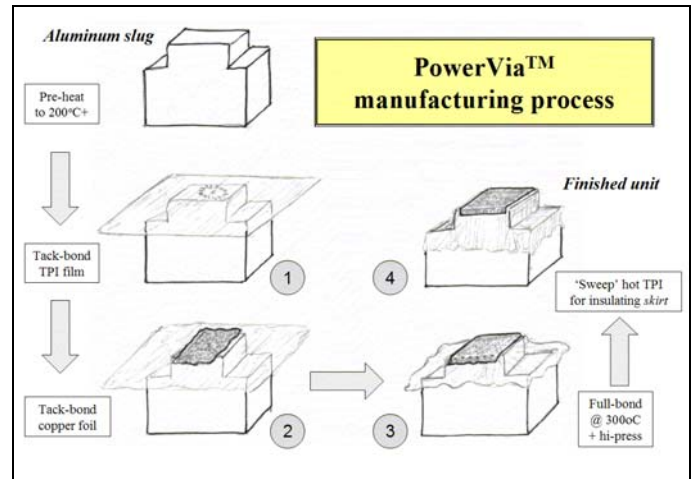 Aluminum slug
PowerVia™
manufacturing process
Pre-heat
to 200°C+
Finished unit
Tack-bond
TPI film
1
4
'Sweep' hot TPI
for insulating skirt
Tack-bond
copper foil
2
3
Full-bond
@ 300oC
+ hi-press